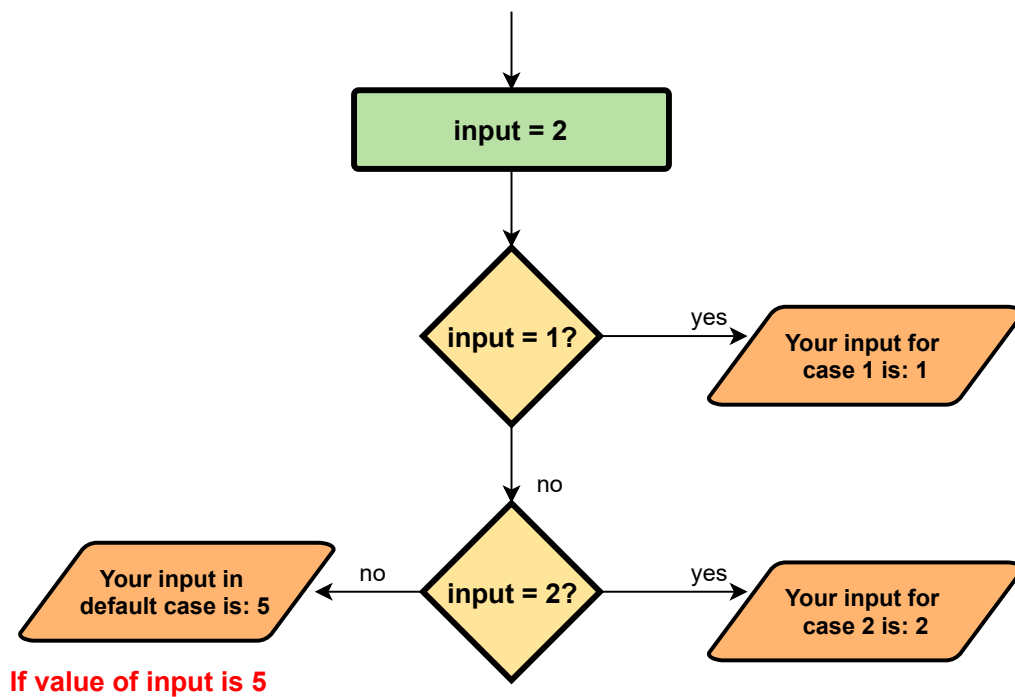 input = 2
input = 1?
yes
Your input for
case 1 is: 1
no
Your input in
default case is: 5
no
input = 2?
yes
Your input for
case 2 is: 2
If value of input is 5